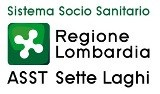 Sistema Socio Sanitario
Regione
Lombardia
ASST Sette Laghi